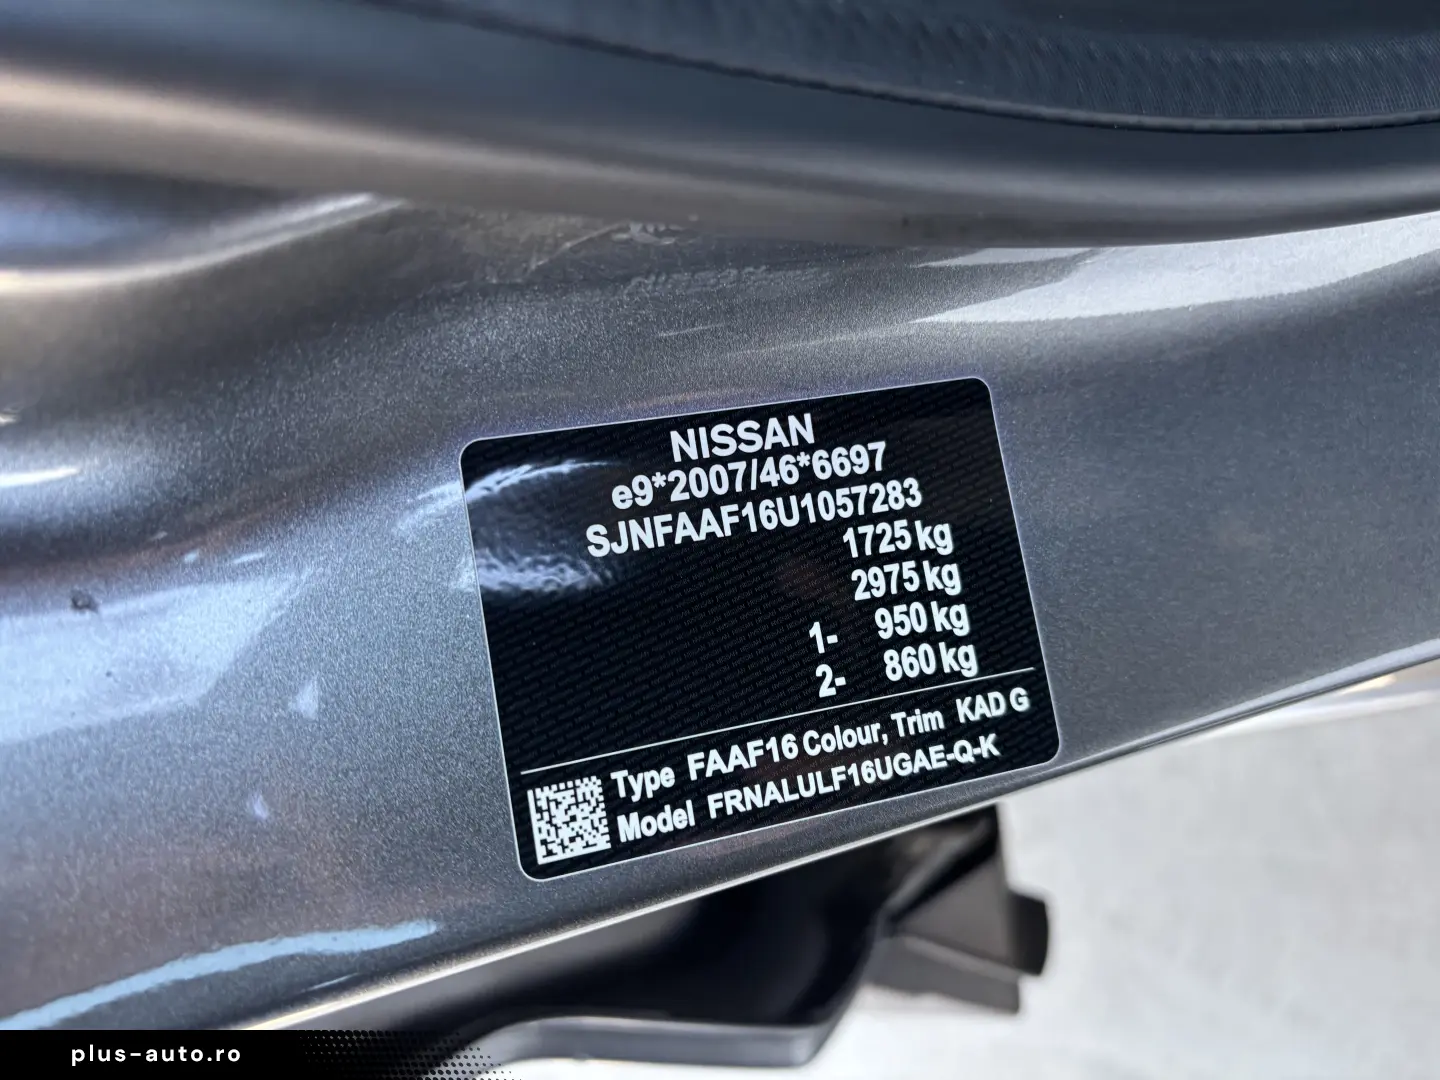 NISSAN
e9*2007/46*6697
SJNFAAF16U1057283
1725 kg
2975 kg
1- 950 kg
2- 860 kg
Type FAAF16 Colour, Trim KAD G
Model FRNALULF16UGAE-Q-K
plus-auto.ro